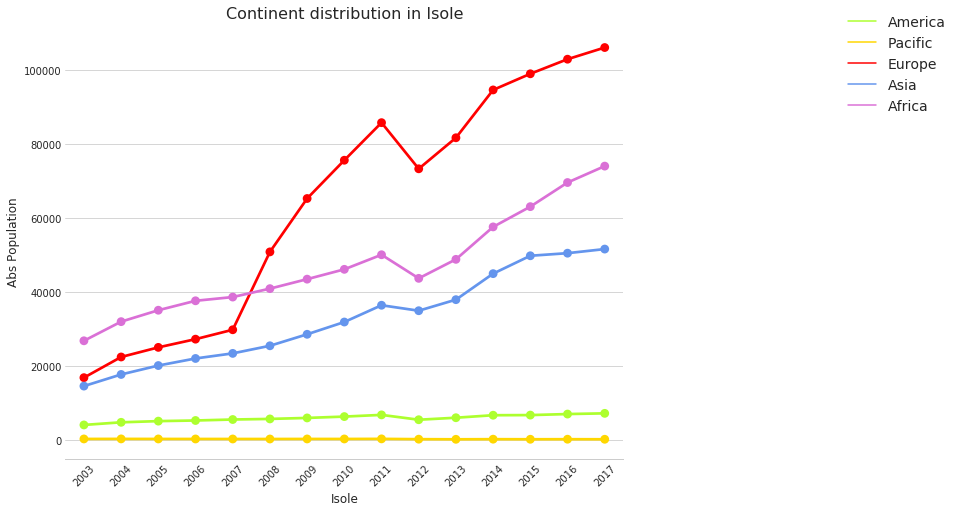 Continent distribution in Isole
America
Pacific
Europe
Asia
Africa
Abs Population
100000
80000
60000
40000
20000
0
2003 2004 2005 2006 2007 2008 2009 2010 2011 2012 2013 2014 2015 2016 2017
Isole